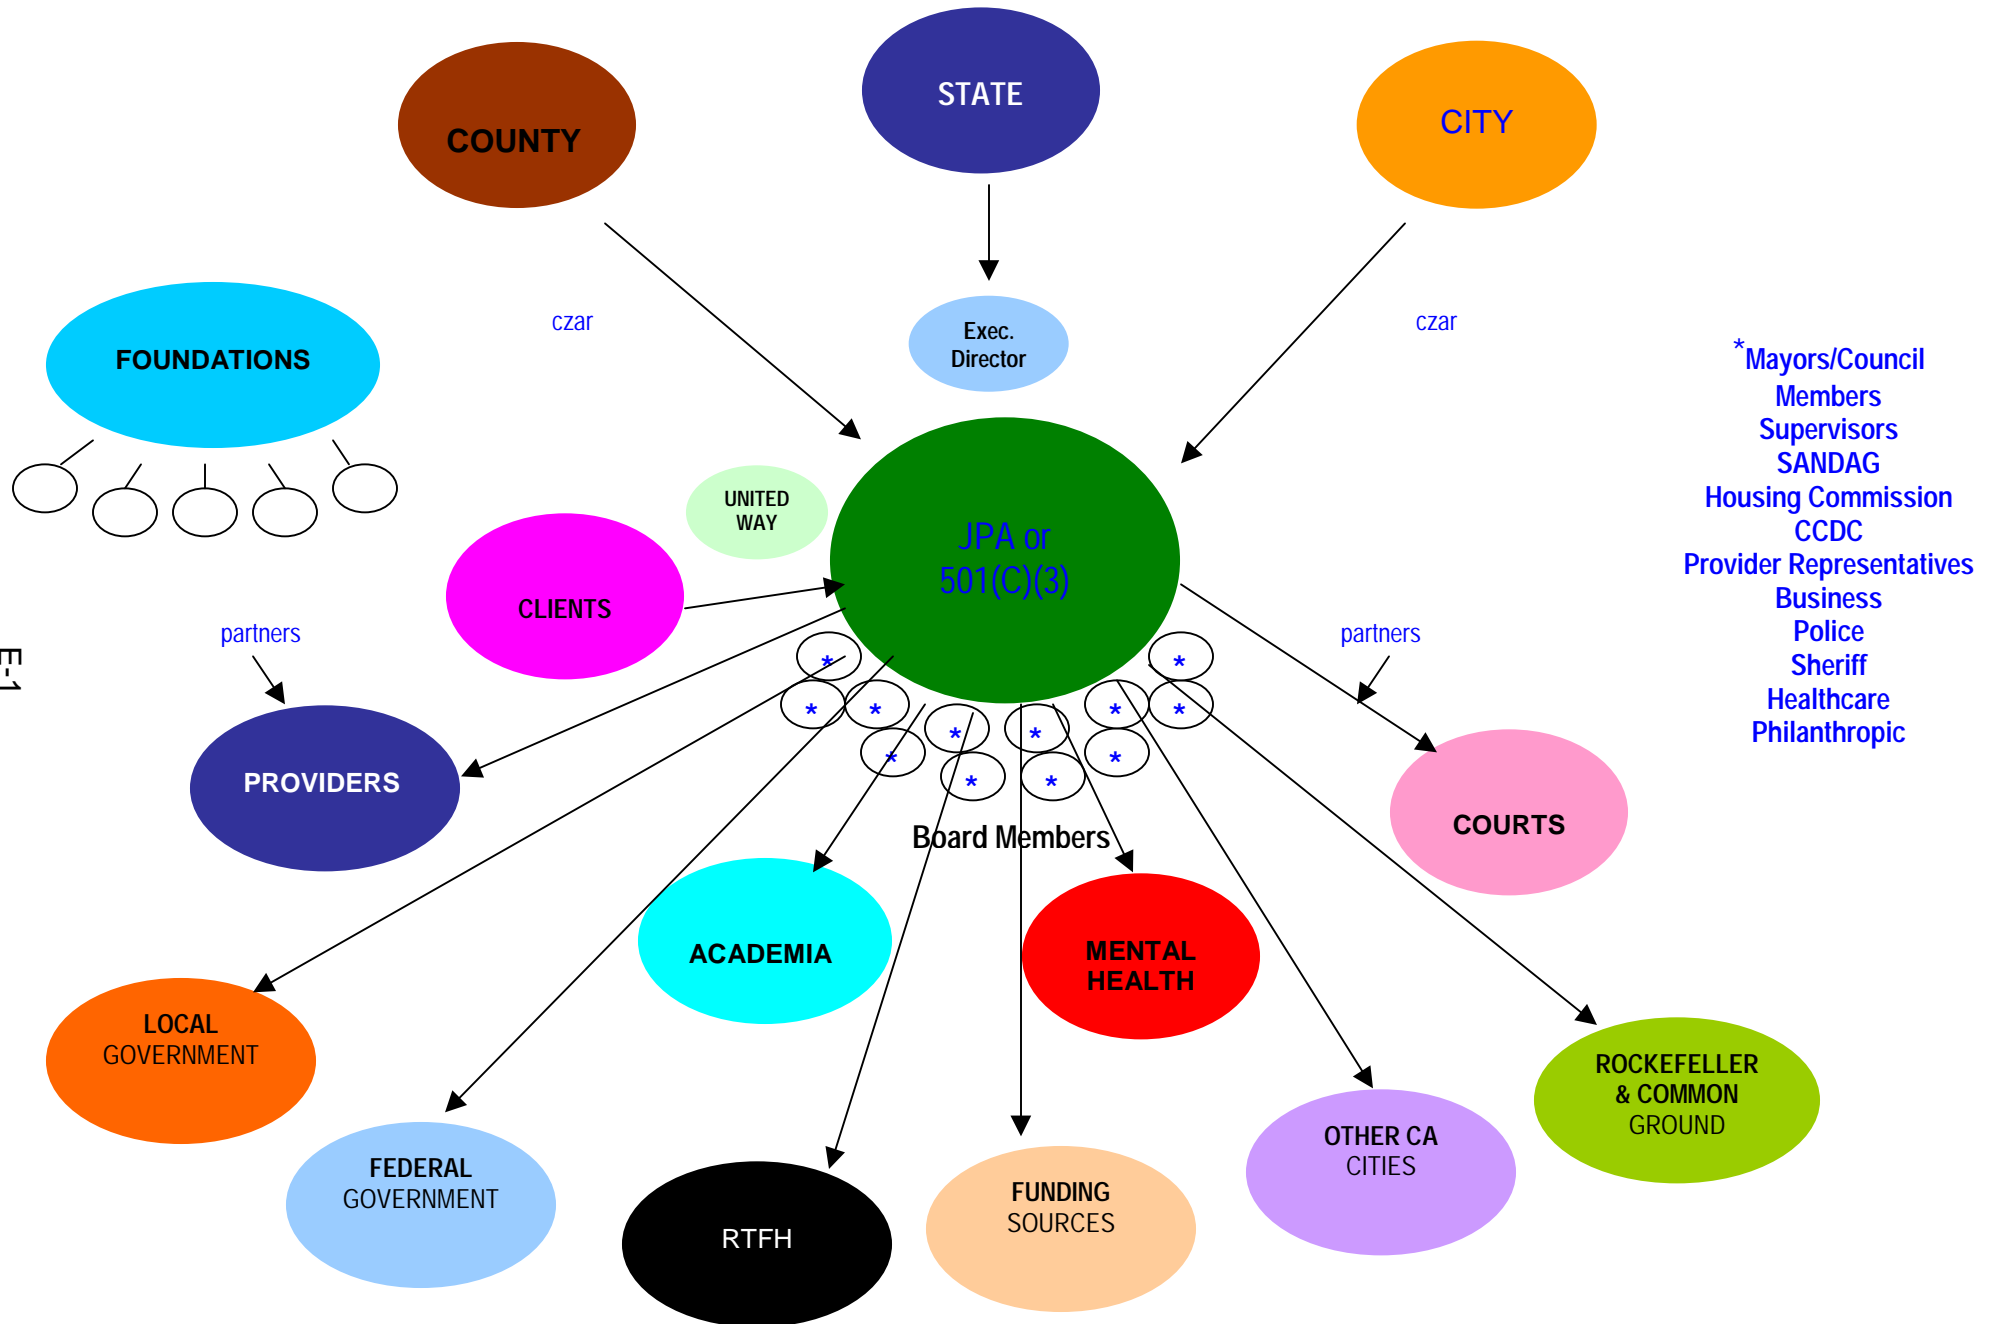 STATE
COUNTY
CITY
czar
Exec.
Director
czar
FOUNDATIONS
*Mayors/Council
Members
Supervisors
SANDAG
Housing Commission
CCDC
Provider Representatives
Business
Police
Sheriff
Healthcare
Philanthropic
UNITED
WAY
JPA or
501(C)(3)
CLIENTS
partners
partners
E-1
*
*
*
*
*
*
*
*
*
*
*
*
*
*
PROVIDERS
Board Members
COURTS
ACADEMIA
MENTAL
HEALTH
LOCAL
GOVERNMENT
ROCKEFELLER
& COMMON
GROUND
FEDERAL
GOVERNMENT
OTHER CA
CITIES
RTFH
FUNDING
SOURCES